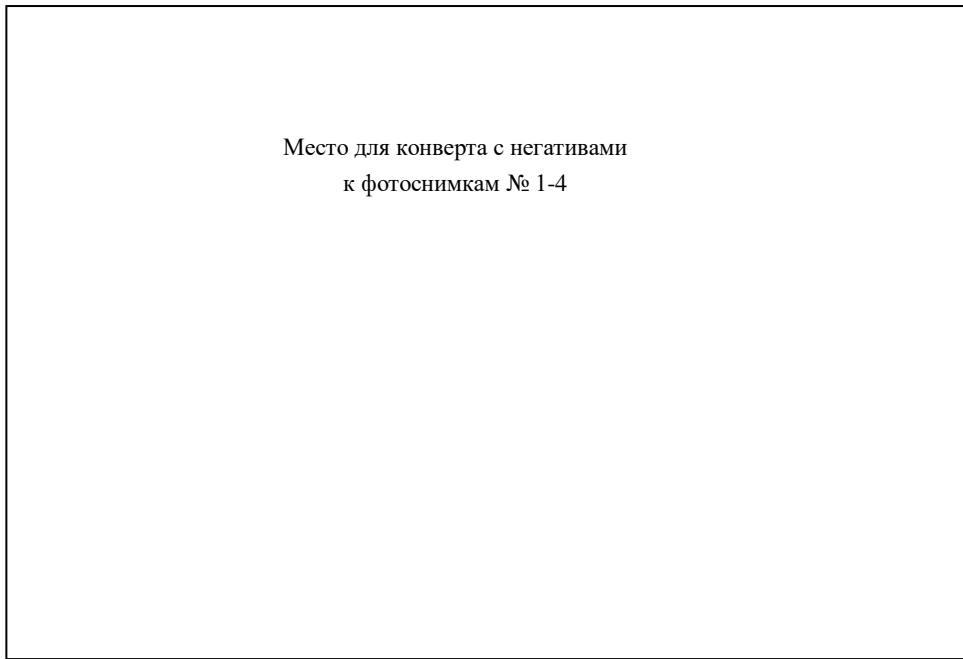 Место для конверта с негативами
к фотоснимкам № 1-4